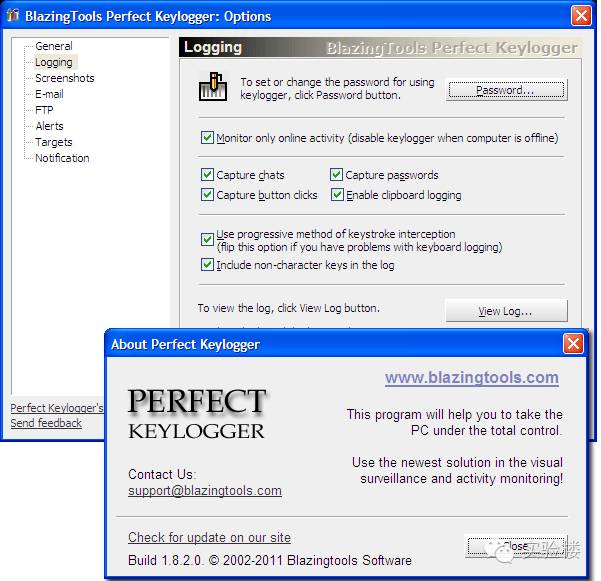 BlazingTools Perfect Keylogger: Options
General
Logging
Screenshots
E-mail
FTP
Alerts
Targets
Notification
Perfect Keylogger's
Send feedback
Logging
BlazingTools Perfect Keylogger
To set or change the password for using
keylogger, click Password button.
Password...
Monitor only online activity (disable keylogger when computer is offline)
Capture chats
Capture passwords
Capture button clicks
Enable clipboard logging
Use progressive method of keystroke interception
(flip this option if you have problems with keyboard logging)
Include non-character keys in the log
To view the log, click View Log button.
View Log...
About Perfect Keylogger
www.blazingtools.com
PERFECT
KEYLOGGER
This program will help you to take the
PC under the total control.
Use the newest solution in the visual
surveillance and activity monitoring!
Contact Us:
support@blazingtools.com
Check for update on our site
Build 1.8.2.0. © 2002-2011 Blazingtools Software
Close
实验楼